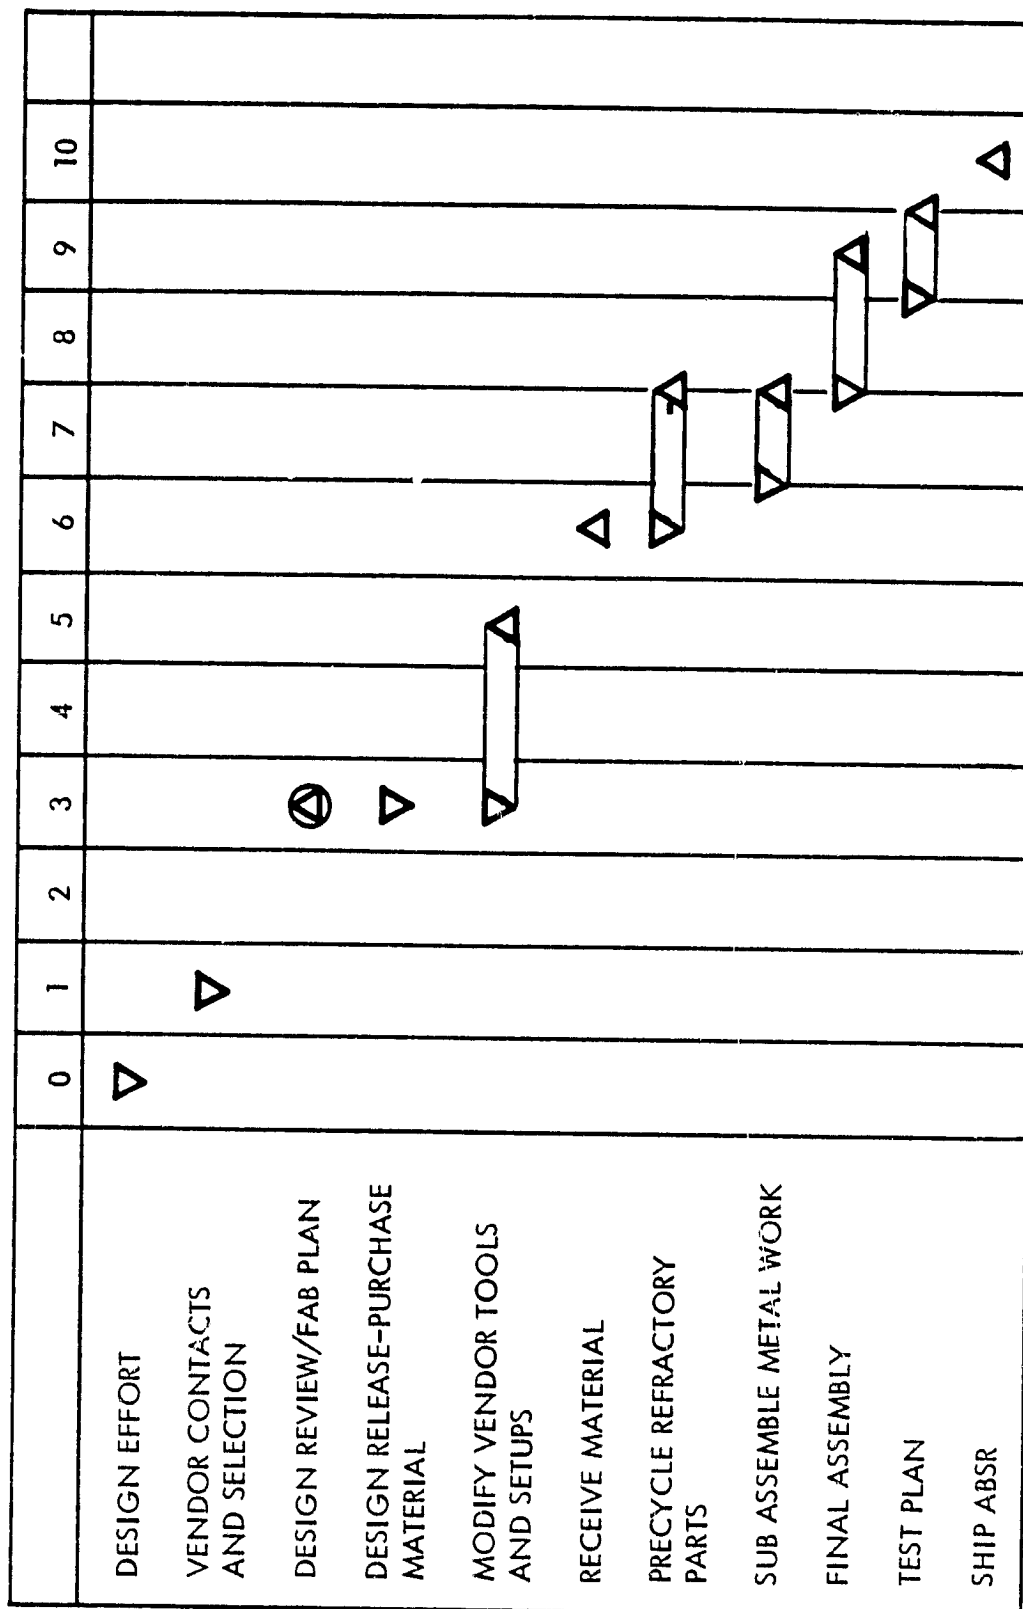 0 1 2 3 4 5 6 7 8 9 10
DESIGN EFFORT
VENDOR CONTACTS
AND SELECTION
DESIGN REVIEW/FAB PLAN
DESIGN RELEASE-PURCHASE
MATERIAL
MODIFY VENDOR TOOLS
AND SETUPS
RECEIVE MATERIAL
PRECYCLE REFRACTORY
PARTS
SUB ASSEMBLE METAL WORK
FINAL ASSEMBLY
TEST PLAN
SHIP ABSR